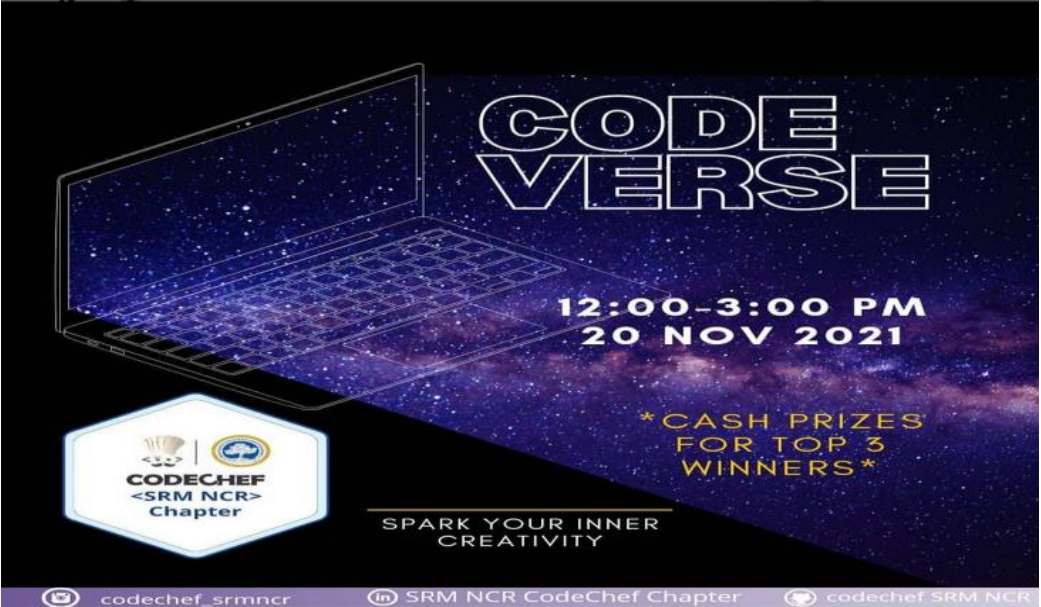 CODE
VERSE
12:00-3:00 PM
20 NOV 2021
*CASH PRIZES
FOR TOP 3
WINNERS*
CODECHEF
<SRM NCR>
Chapter
SPARK YOUR INNER
CREATIVITY
codechef_srmncr
SRM NCR CodeChef Chapter
codechef SRM NCR